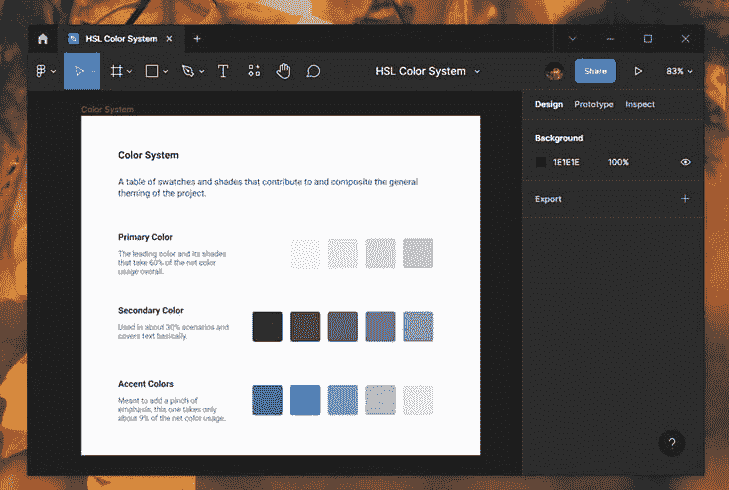 HSL Color System
HSL Color System
Share
83%
Color System
Color System
A table of swatches and shades that contribute to and composite the general
theming of the project.
Primary Color
The leading color and its shades
that take 60% of the net color
usage overall.
Secondary Color
Used in about 30% scenarios and
covers text basically.
Accent Colors
Meant to add a pinch of
emphasis, this one takes only
about 9% of the net color usage.
Design Prototype Inspect
Background
1E1E1E 100%
Export
?